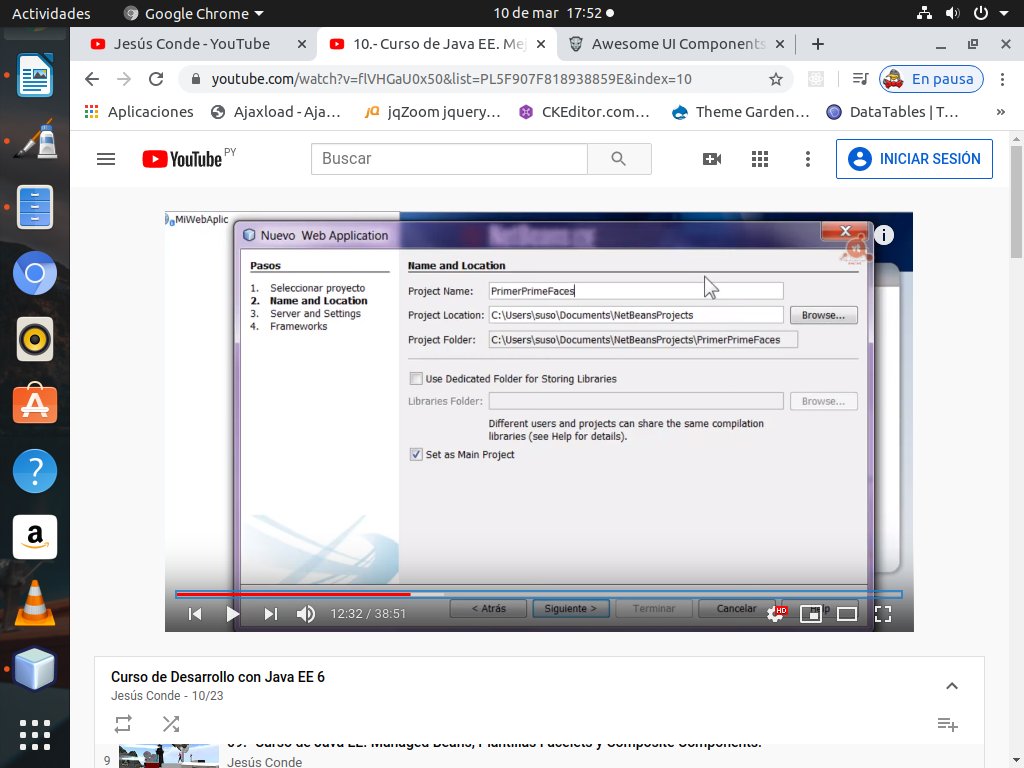 Actividades
Google Chrome
10 de mar 17:52
Jesús Conde - YouTube
10.- Curso de Java EE. Mej
Awesome UI Components
youtube.com/watch?v=flVHGaU0x50&list=PL5F907F818938859E&index=10
En pausa
Aplicaciones
Ajaxload - Aja...
jqZoom jquery...
CKEditor.com...
Theme Garden...
DataTables | T...
»
YouTube PY
Buscar
INICIAR SESIÓN
MiWebAplic
Nuevo Web Application
Pasos
1. Seleccionar proyecto
2. Name and Location
3. Server and Settings
4. Frameworks
Name and Location
Project Name: PrimerPrimeFaces
Project Location: C:\Users\suso\Documents\NetBeansProjects Browse...
Project Folder: C:\Users\suso\Documents\NetBeansProjects\PrimerPrimeFaces
Use Dedicated Folder for Storing Libraries
Libraries Folder: Browse...
Different users and projects can share the same compilation
libraries (see Help for details).
Set as Main Project
< Atrás
Siguiente >
Terminar
Cancelar
Help
12:32 / 38:51
HD
Curso de Desarrollo con Java EE 6
Jesús Conde - 10/23
9
09.- Curso de Java EE. Managed Beans, Plantillas Facelets y Composite Components.
Jesús Conde